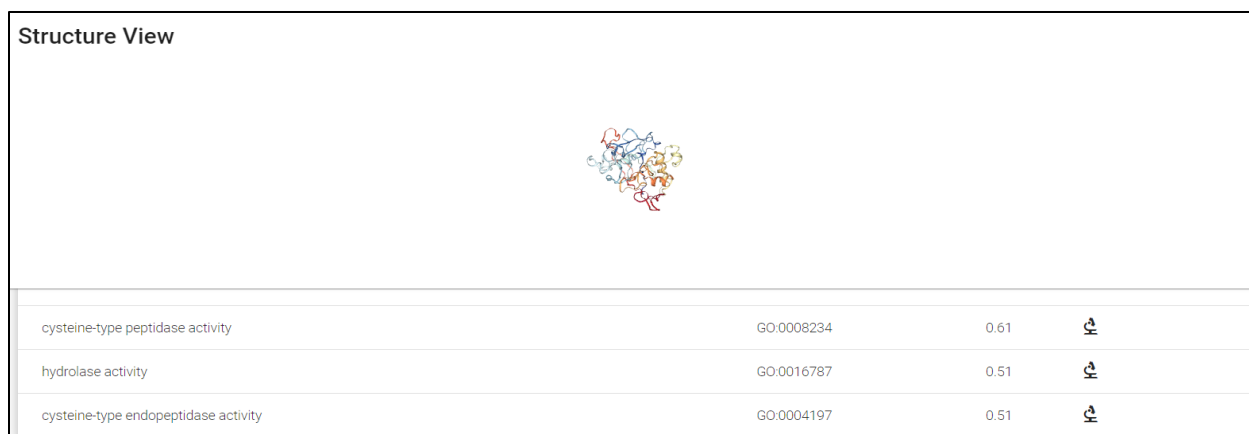 Structure View
cysteine-type peptidase activity GO:0008234 0.61
hydrolase activity GO:0016787 0.51
cysteine-type endopeptidase activity GO:0004197 0.51